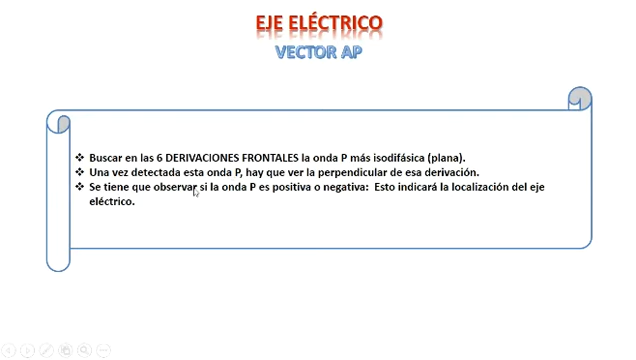 EJE ELÉCTRICO
VECTOR AP
❖ Buscar en las 6 DERIVACIONES FRONTALES la onda P más isodifásica (plana).
❖ Una vez detectada esta onda P, hay que ver la perpendicular de esa derivación.
❖ Se tiene que observar si la onda P es positiva o negativa: Esto indicará la localización del eje
eléctrico.